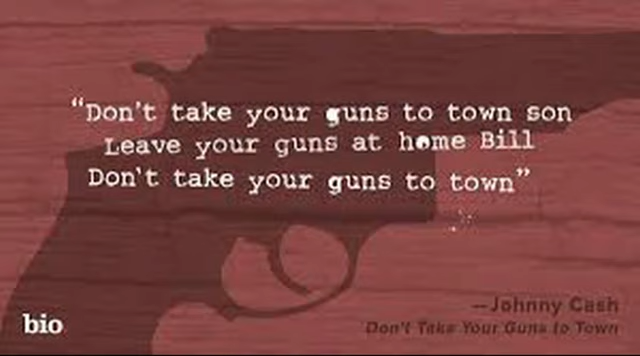 “Don't take your guns to town son
Leave your guns at home Bill
Don't take your guns to town”
—Johnny Cash
Don't Take Your Guns to Town
bio